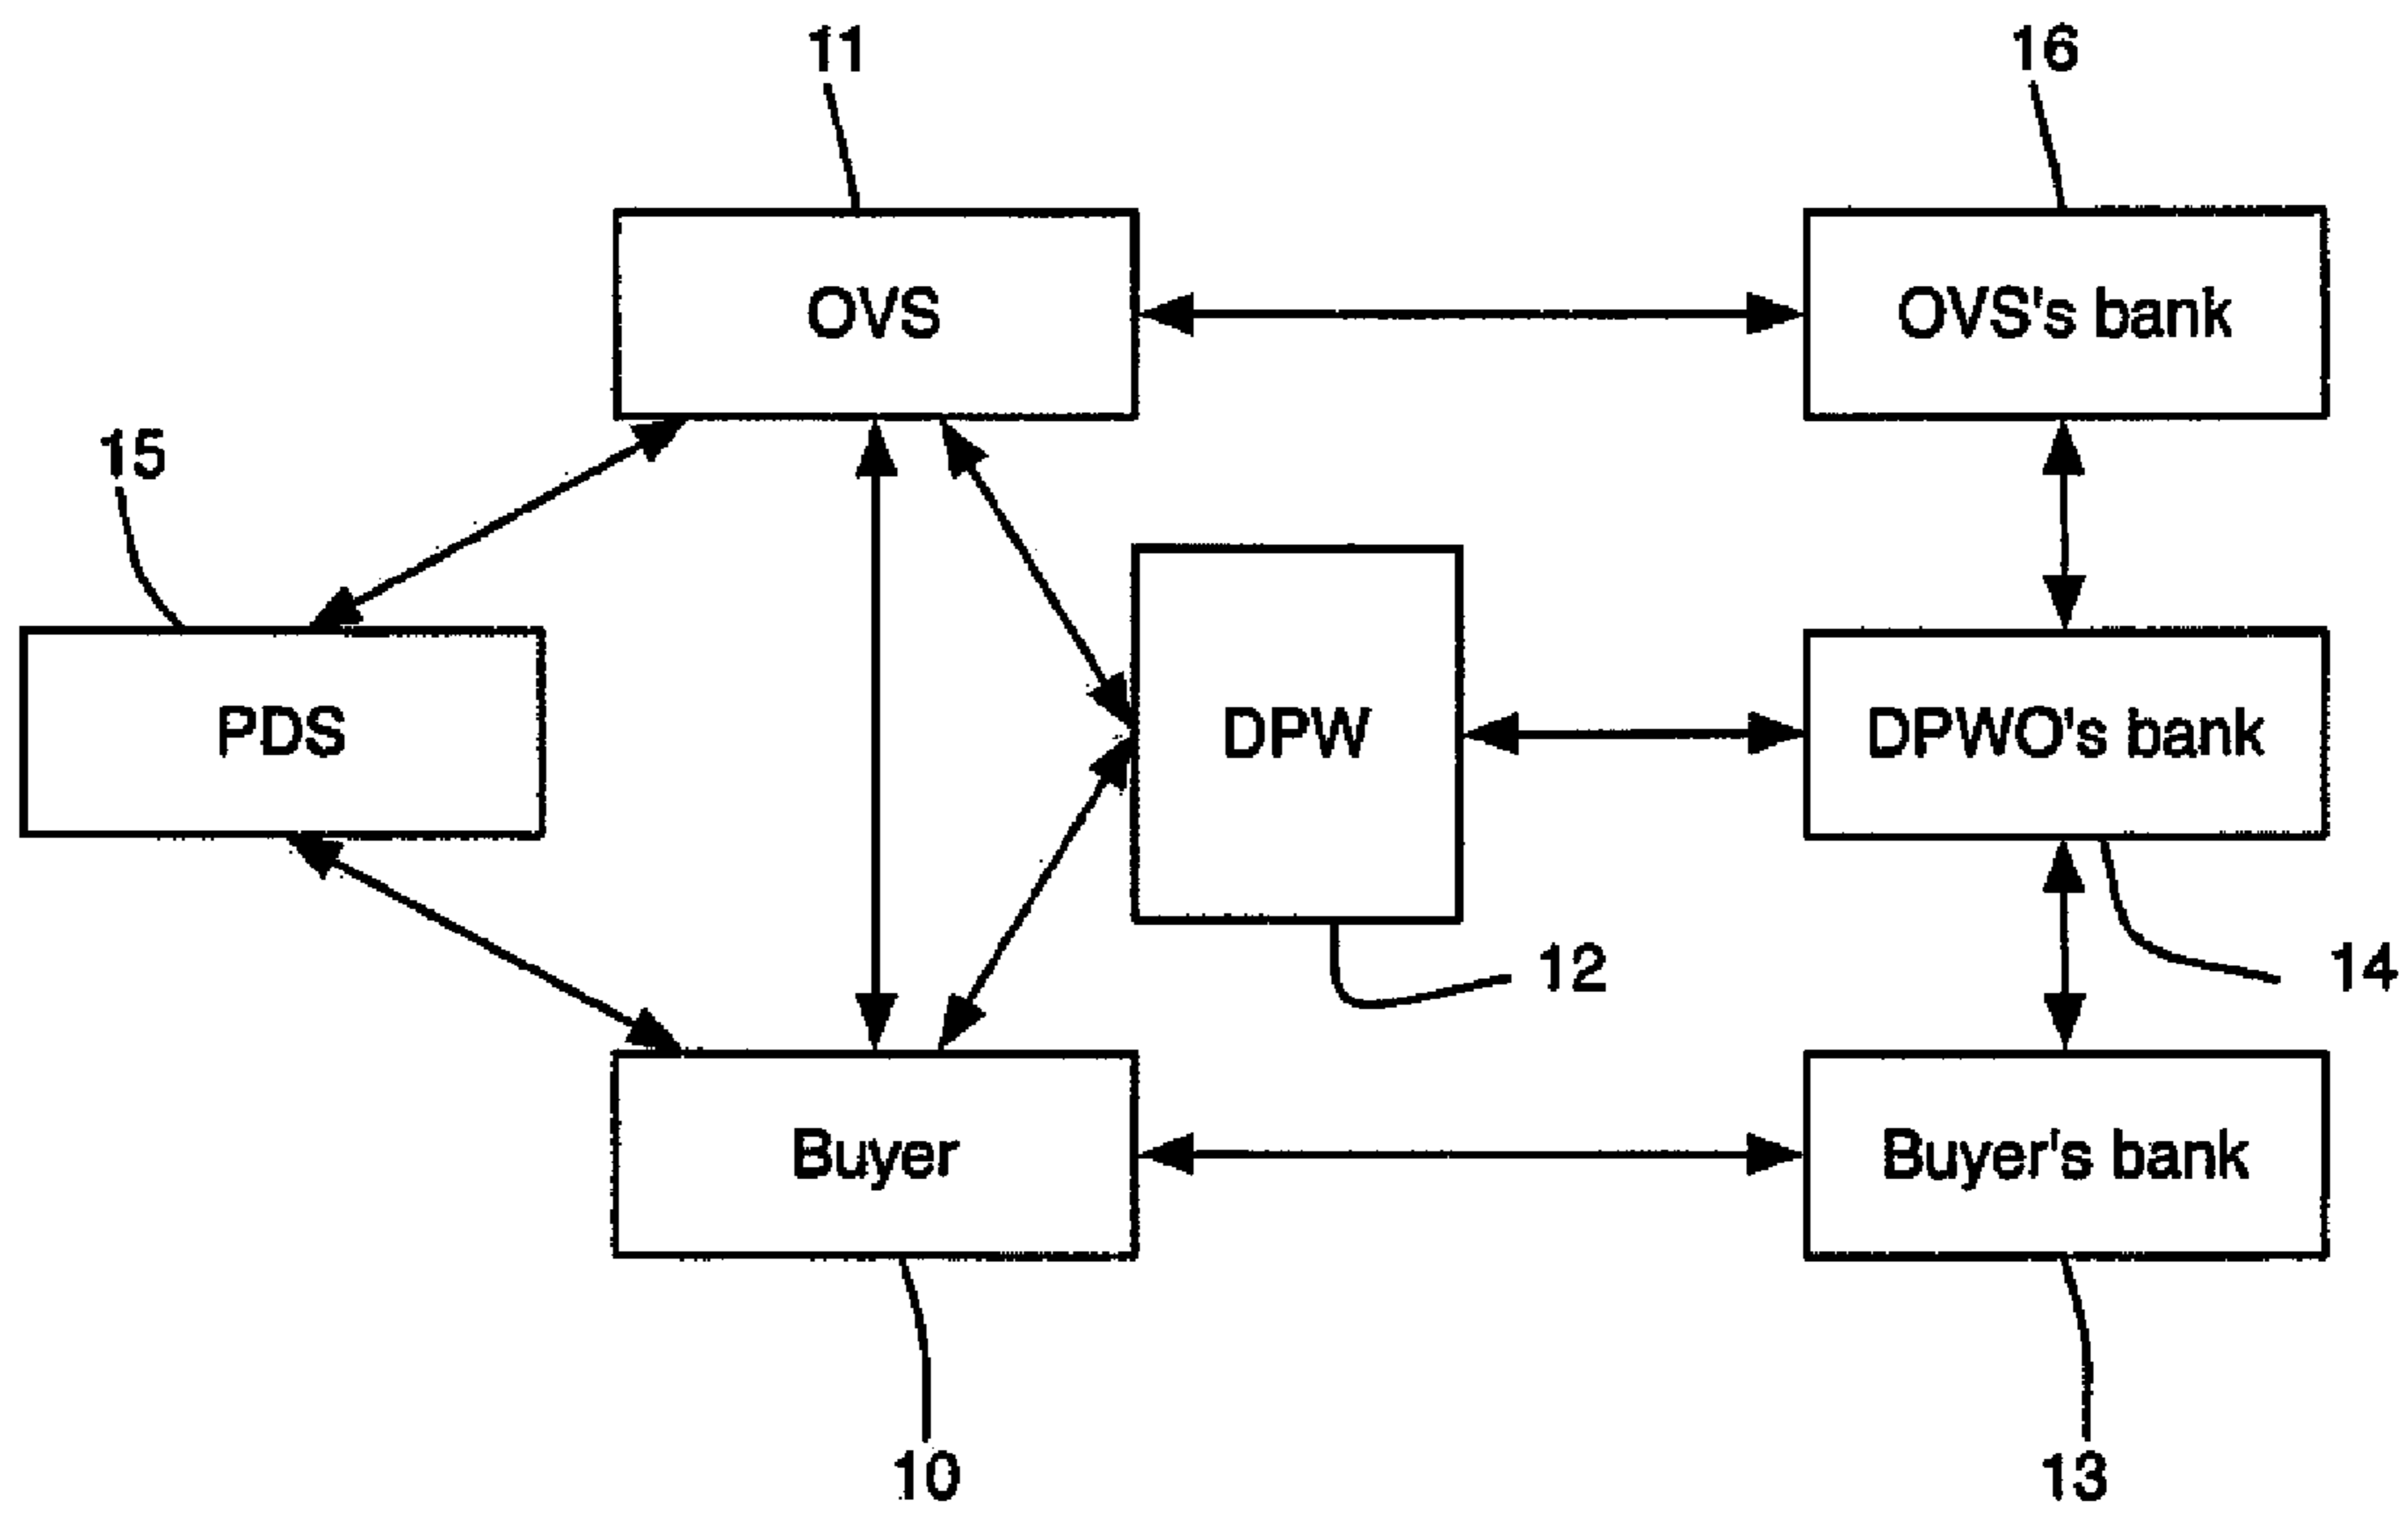 11
16
OVS
OVS's bank
15
PDS
DPW
DPWO's bank
12
14
Buyer
Buyer's bank
10
13